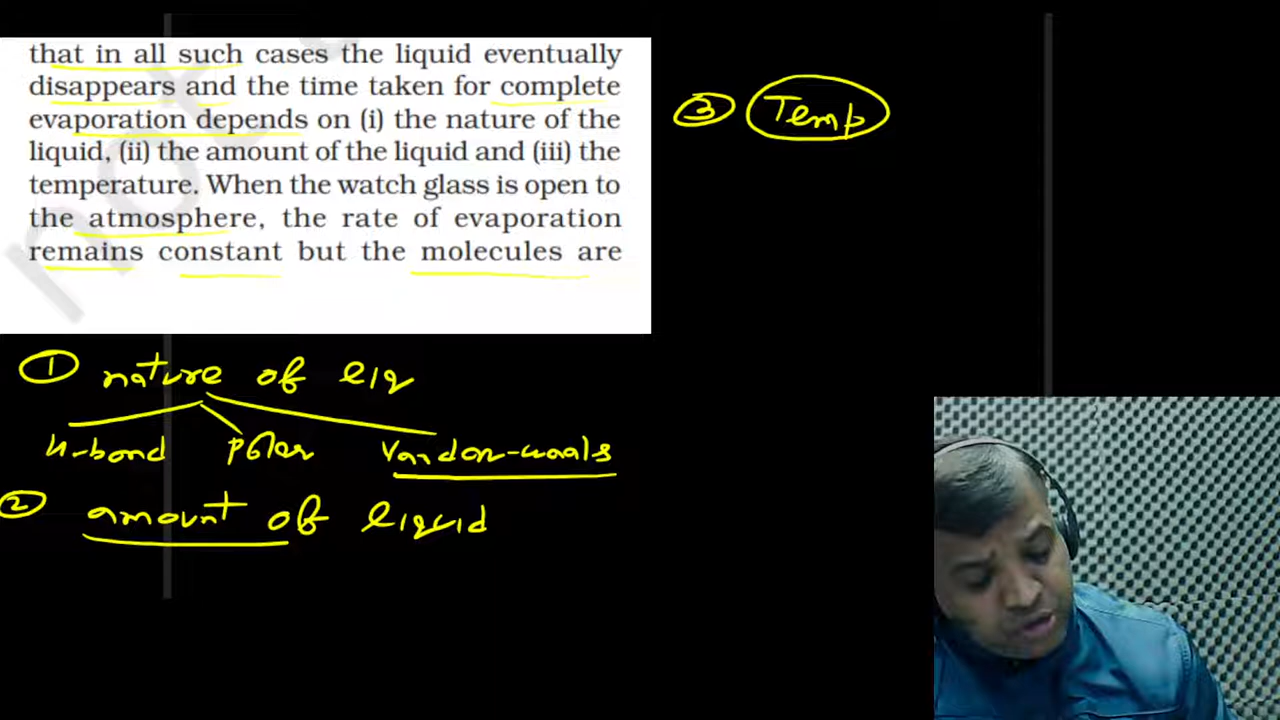 that in all such cases the liquid eventually
disappears and the time taken for complete
evaporation depends on (i) the nature of the
liquid, (ii) the amount of the liquid and (iii) the
temperature. When the watch glass is open to
the atmosphere, the rate of evaporation
remains constant but the molecules are
① nature of liq
H-bond Polar Vander-waals
② amount of liquid
③ Temp